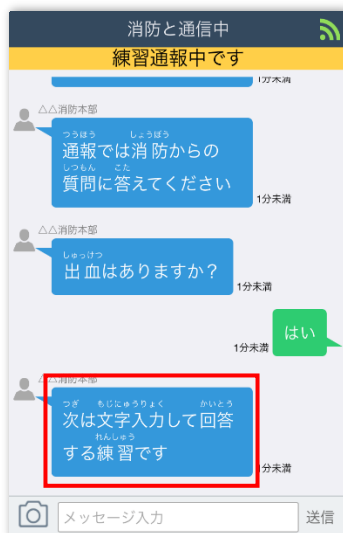 消防と通信中
練習通報中です
1分未満
△△消防本部
つうほう しょうぼう
通報では消防からの
しつもん こた
質問に答えてください
1分未満
△△消防本部
しゅっけつ
出血はありますか？
1分未満
はい
1分未満
△△消防本部
つぎ もじにゅうりょく かいとう
次は文字入力して回答
れんしゅう
する練習です
1分未満
メッセージ入力
送信